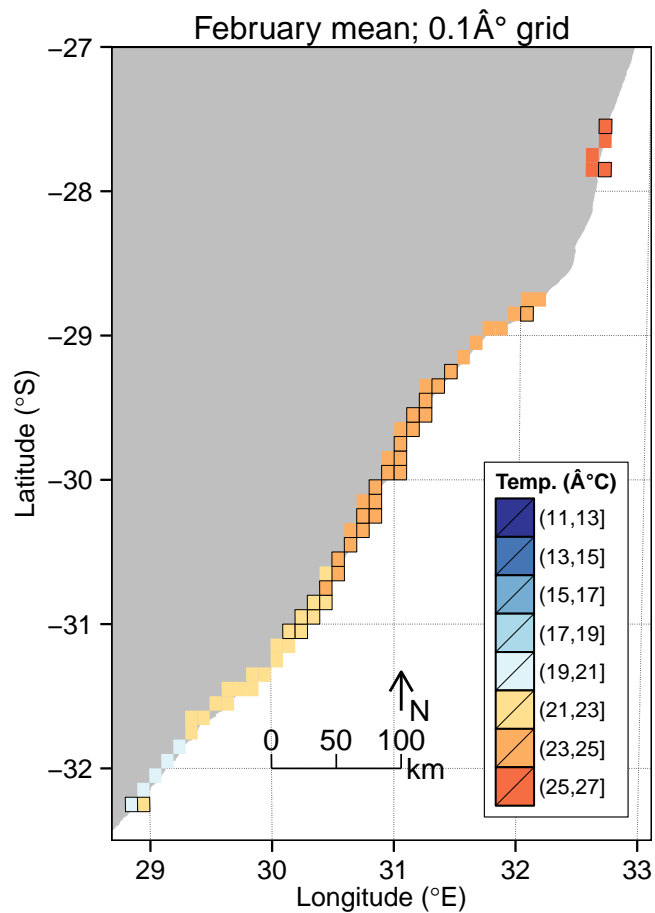 February mean; 0.1Â° grid
−27
−28
−29
−30
−31
−32
Latitude (°S)
Temp. (Â°C)
(11,13]
(13,15]
(15,17]
(17,19]
(19,21]
(21,23]
(23,25]
(25,27]
N
0 50 100
km
29 30 31 32 33
Longitude (°E)